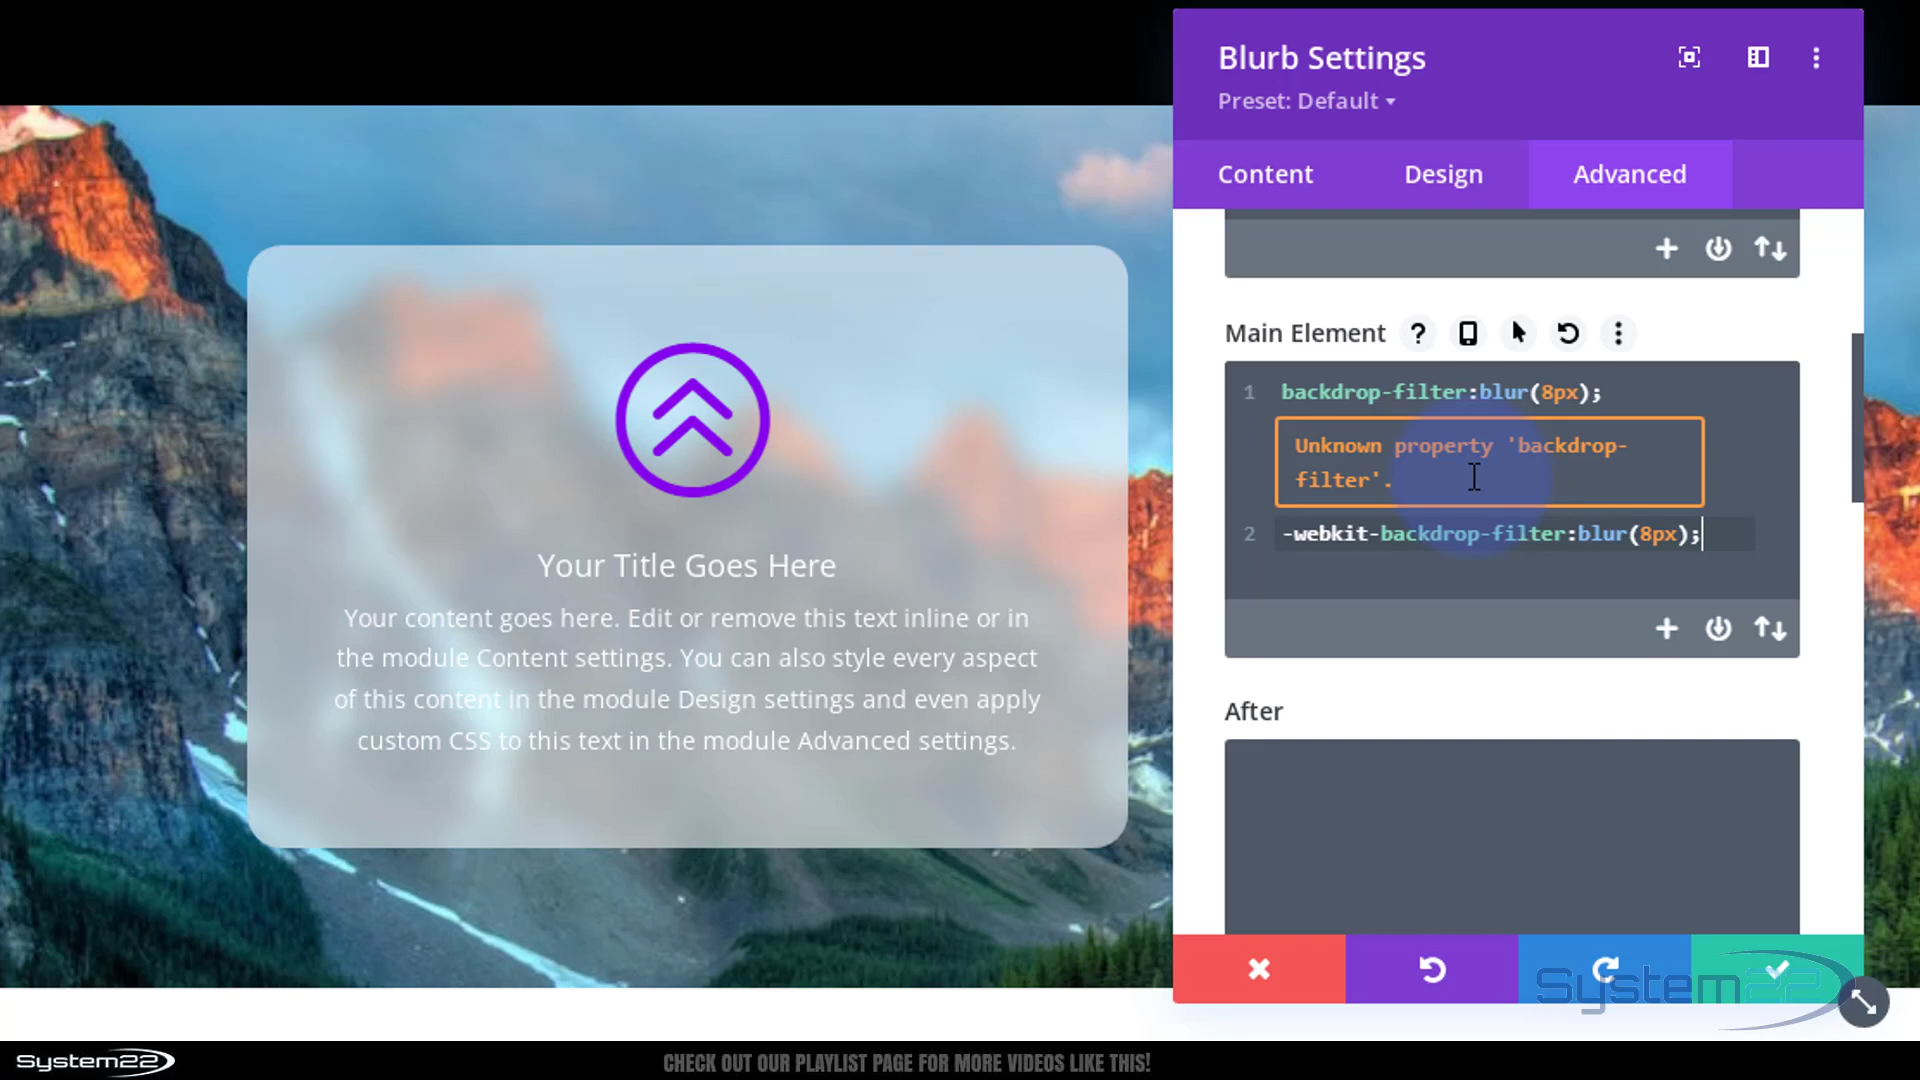 Blurb Settings
Preset: Default
Content
Design
Advanced
Main Element
?
1
backdrop-filter:blur(8px);
Unknown property 'backdrop-
filter'.
2
-webkit-backdrop-filter:blur(8px);
After
Your Title Goes Here
Your content goes here. Edit or remove this text inline or in
the module Content settings. You can also style every aspect
of this content in the module Design settings and even apply
custom CSS to this text in the module Advanced settings.
System22
System22
CHECK OUT OUR PLAYLIST PAGE FOR MORE VIDEOS LIKE THIS!